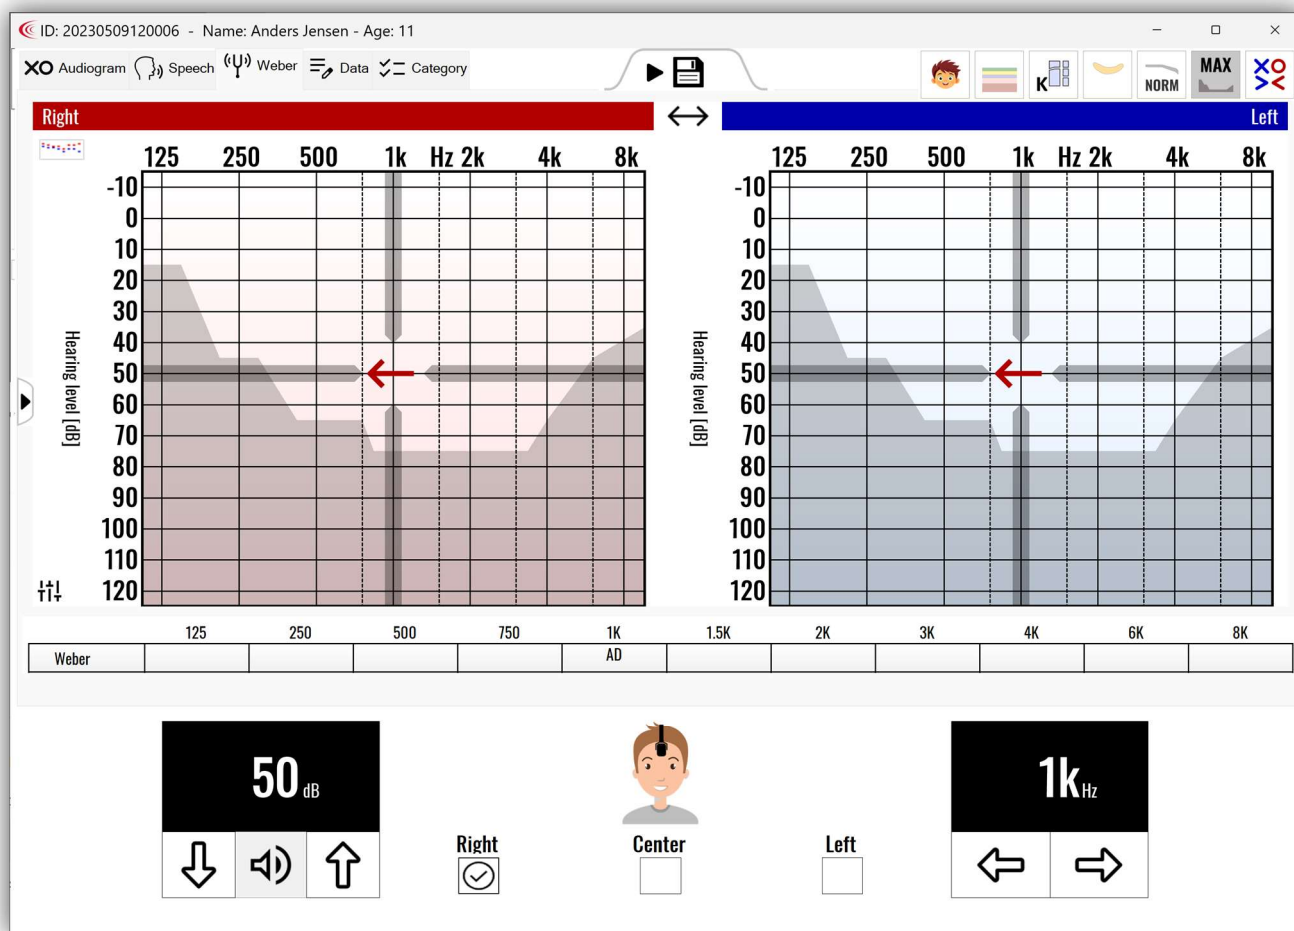 ID: 20230509120006 - Name: Anders Jensen - Age: 11
XO Audiogram Speech Weber Data Category K NORM MAX XO
Right Left
125 250 500 1k Hz 2k 4k 8k
-10
0
10
20
30
40
50
60
70
80
90
100
110
120
Hearing level [dB]
125 250 500 1k Hz 2k 4k 8k
-10
0
10
20
30
40
50
60
70
80
90
100
110
120
Hearing level [dB]
125 250 500 750 1K 1.5K 2K 3K 4K 6K 8K
Weber AD
50 dB
Right Center Left
1k Hz